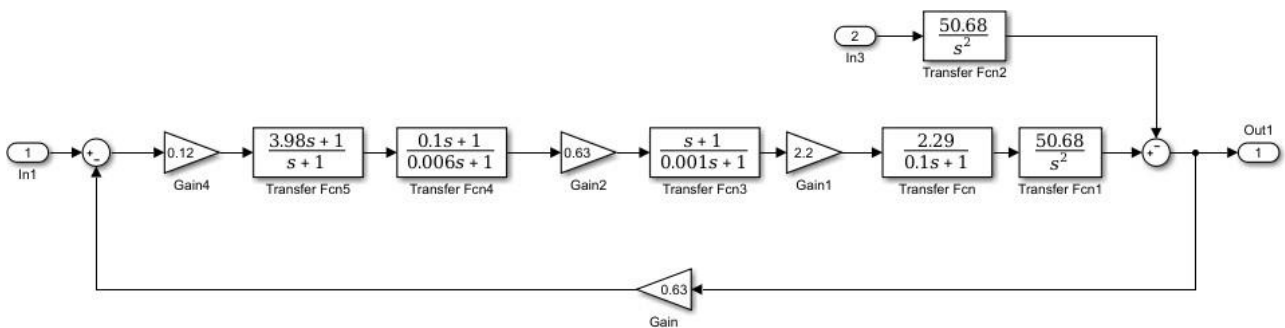 50.68
s²
2
In3
Transfer Fcn2
1
In1
+
−
0.12
Gain4
3.98s + 1
s + 1
Transfer Fcn5
0.1s + 1
0.006s + 1
Transfer Fcn4
0.63
Gain2
s + 1
0.001s + 1
Transfer Fcn3
2.2
Gain1
2.29
0.1s + 1
Transfer Fcn
50.68
s²
Transfer Fcn1
−
+
Out1
1
0.63
Gain